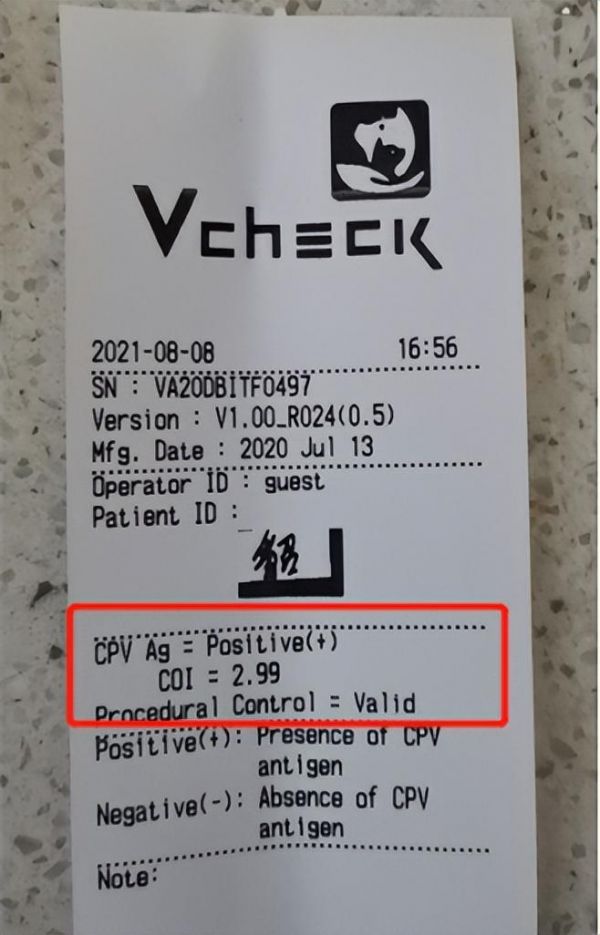 Vcheck
2021-08-08 16:56
SN : VA20DBITF0497
Version : V1.00_R024(0.5)
Mfg. Date : 2020 Jul 13
Operator ID : guest
Patient ID :
CPV Ag = Positive(+)
COI = 2.99
Procedural Control = Valid
Positive(+): Presence of CPV
antigen
Negative(-): Absence of CPV
antigen
Note: